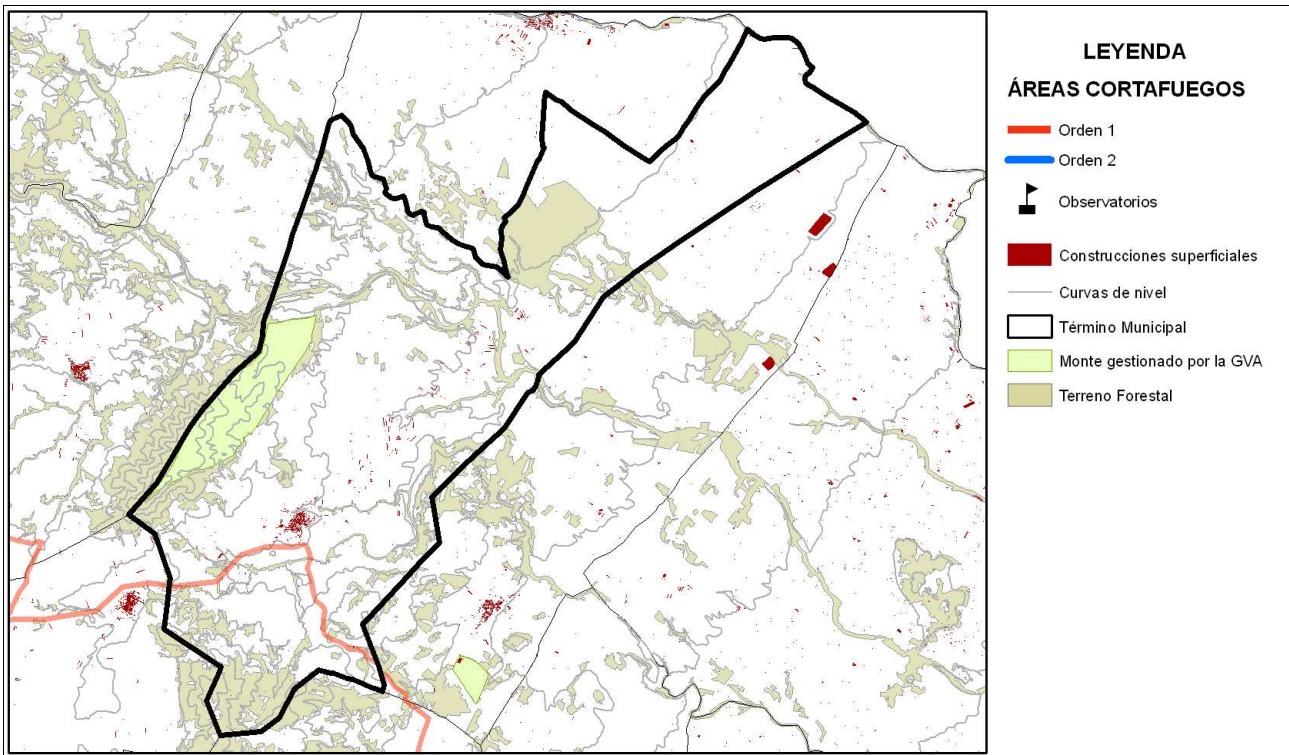 LEYENDA
ÁREAS CORTAFUEGOS
Orden 1
Orden 2
Observatorios
Construcciones superficiales
Curvas de nivel
Término Municipal
Monte gestionado por la GVA
Terreno Forestal